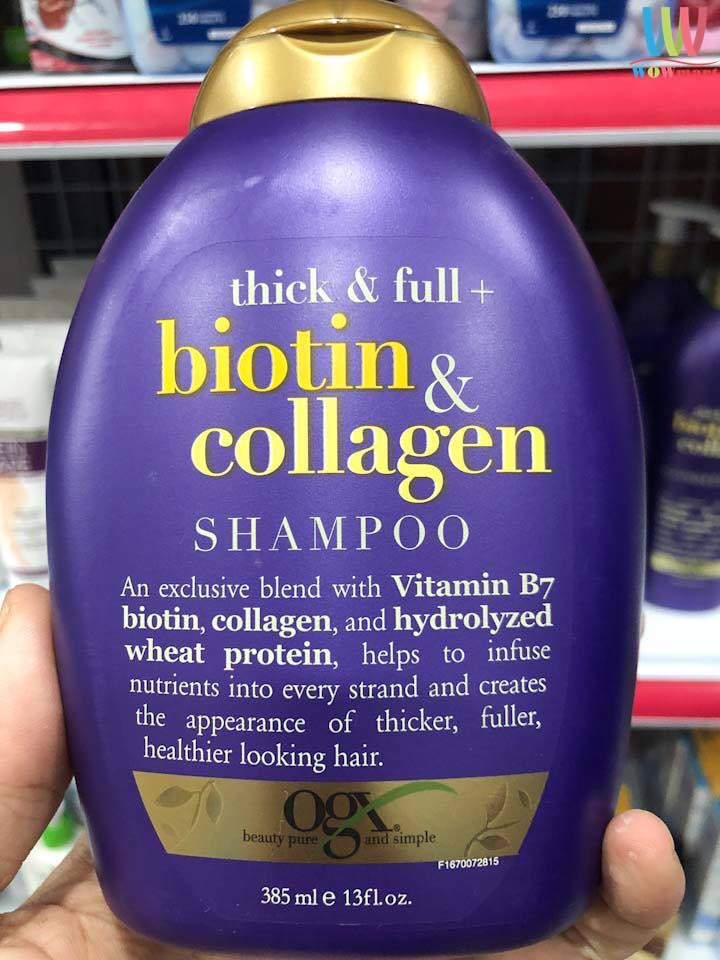 WOWmart
thick & full +
biotin &
collagen
SHAMPOO
An exclusive blend with Vitamin B7
biotin, collagen, and hydrolyzed
wheat protein, helps to infuse
nutrients into every strand and creates
the appearance of thicker, fuller,
healthier looking hair.
ogx®
beauty pure and simple
F1670072815
385 ml e 13fl.oz.